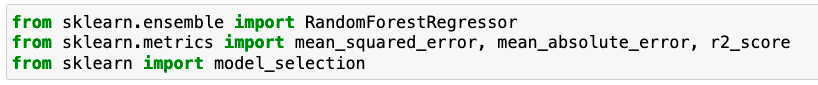 from sklearn.ensemble import RandomForestRegressor
from sklearn.metrics import mean_squared_error, mean_absolute_error, r2_score
from sklearn import model_selection